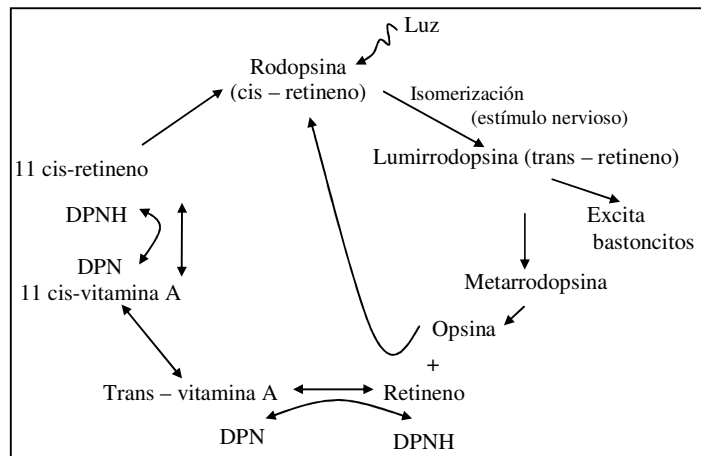 Luz
Rodopsina
(cis – retineno)
Isomerización
(estímulo nervioso)
Lumirrodopsina (trans – retineno)
11 cis-retineno
Excita
bastoncitos
DPNH
DPN
11 cis-vitamina A
Metarrodopsina
Opsina
+
Trans – vitamina A
Retineno
DPN
DPNH